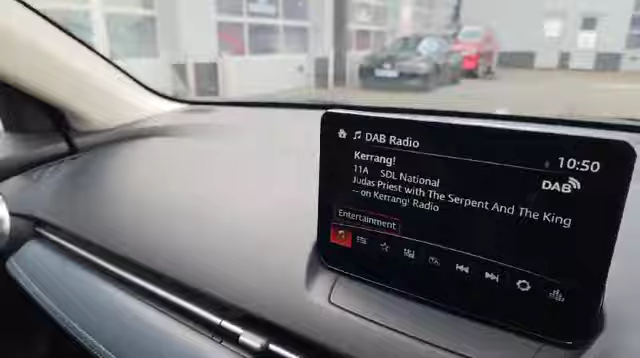 DAB Radio
10:50
Kerrang!
DAB
11A SDL National
Judas Priest with The Serpent And The King
-- on Kerrang! Radio
Entertainment